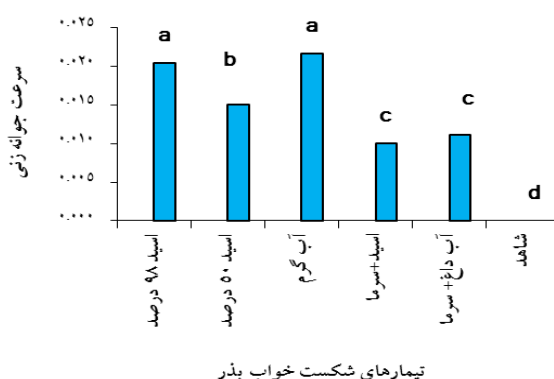 ۰.۰۲۵
۰.۰۲۰
۰.۰۱۵
۰.۰۱۰
۰.۰۰۵
۰.۰۰۰
سرعت جوانه زنی
a
b
a
c
c
d
اسید ۹۸ درصد
اسید ۵۰ درصد
آب گرم
اسید+سرما
آب داغ+ سرما
شاهد
تیمارهای شکست خواب بذر